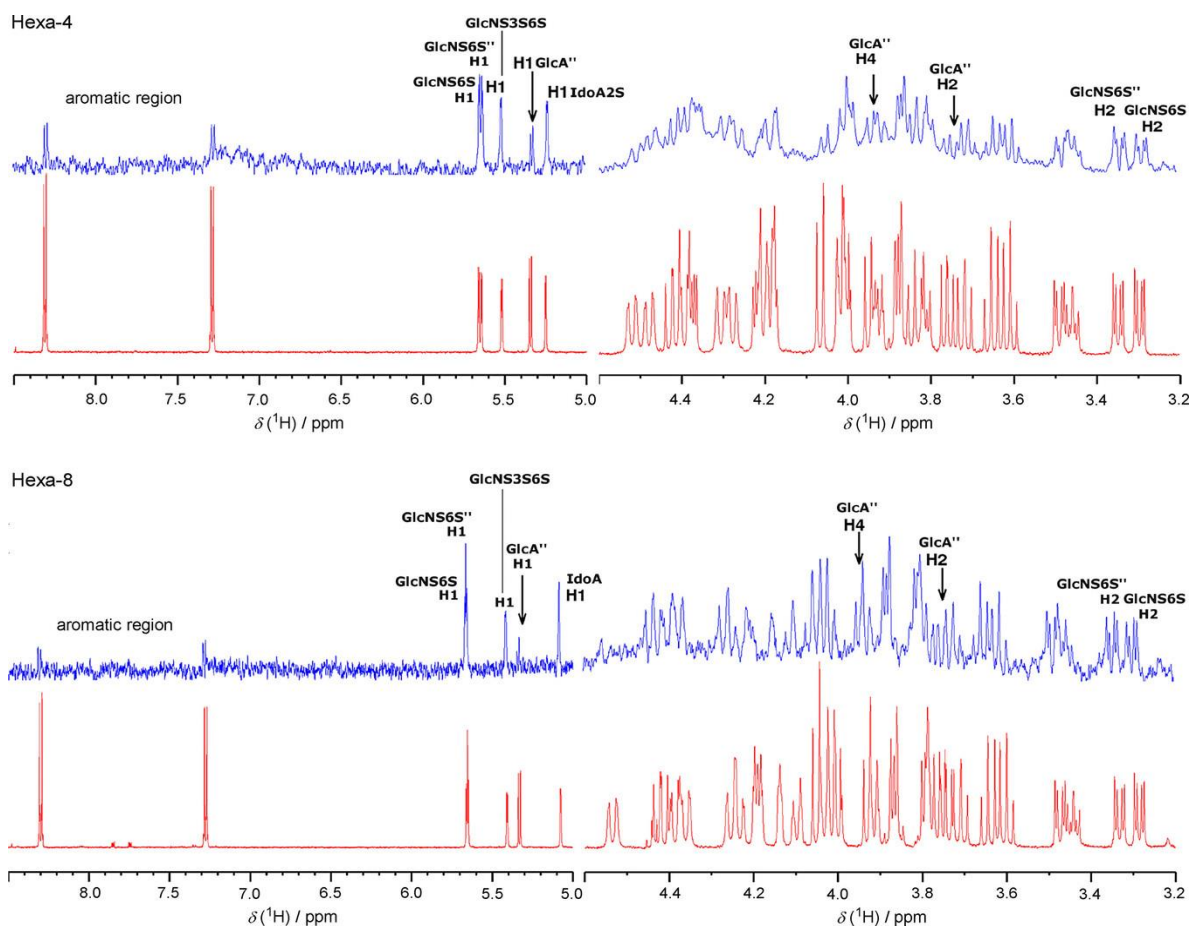 Hexa-4
GlcNS3S6S
GlcNS6S''
H1
GlcNS6S
H1
H1
H1 GlcA''
H1 IdoA2S
aromatic region
GlcA''
H4
GlcA''
H2
GlcNS6S''
H2
GlcNS6S
H2
8.0 7.5 7.0 6.5 6.0 5.5 5.0
δ (¹H) / ppm
4.4 4.2 4.0 3.8 3.6 3.4 3.2
δ (¹H) / ppm
Hexa-8
GlcNS3S6S
GlcNS6S''
H1
GlcNS6S
H1
H1
GlcA''
H1
IdoA
H1
aromatic region
GlcA''
H4
GlcA''
H2
GlcNS6S''
H2
GlcNS6S
H2
8.0 7.5 7.0 6.5 6.0 5.5 5.0
δ (¹H) / ppm
4.4 4.2 4.0 3.8 3.6 3.4 3.2
δ (¹H) / ppm